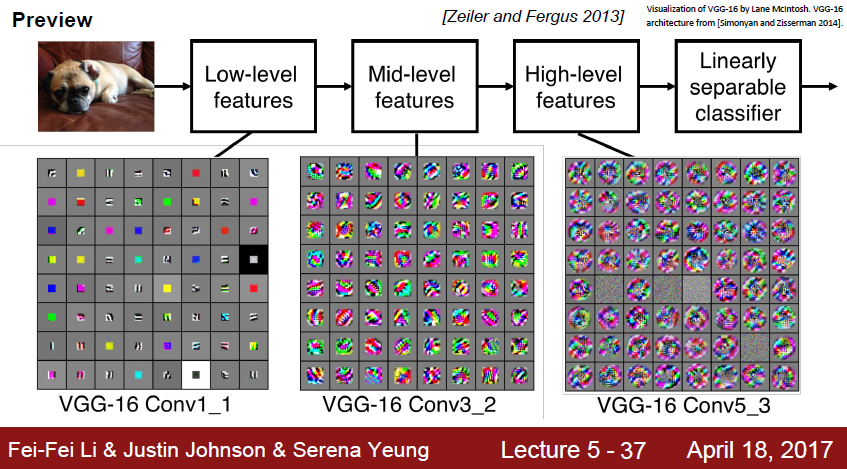 Preview
[Zeiler and Fergus 2013]
Visualization of VGG-16 by Lane McIntosh. VGG-16
architecture from [Simonyan and Zisserman 2014].
Low-level
features
Mid-level
features
High-level
features
Linearly
separable
classifier
VGG-16 Conv1_1
VGG-16 Conv3_2
VGG-16 Conv5_3
Fei-Fei Li & Justin Johnson & Serena Yeung
Lecture 5 - 37
April 18, 2017